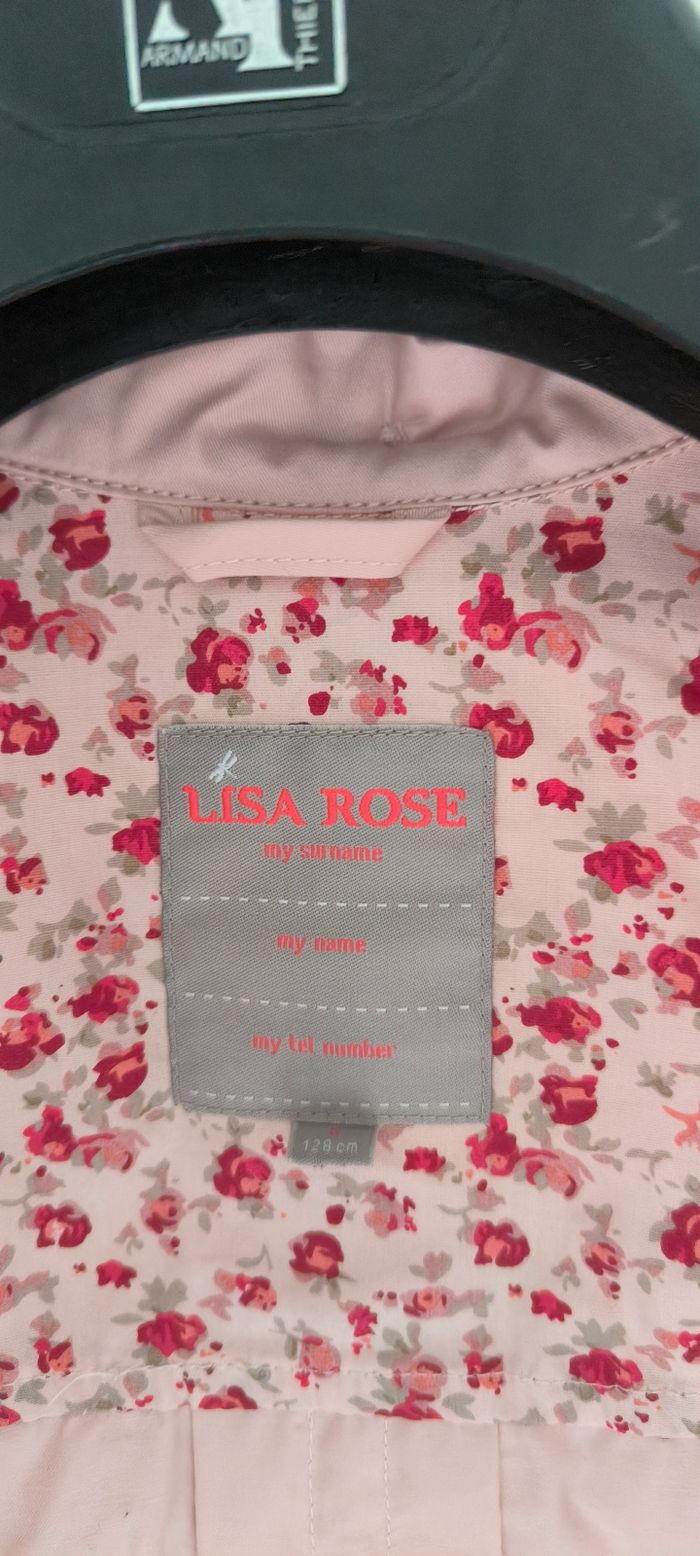 ARMAND
THIE
LISA ROSE
my surname
my name
my tel number
128 cm